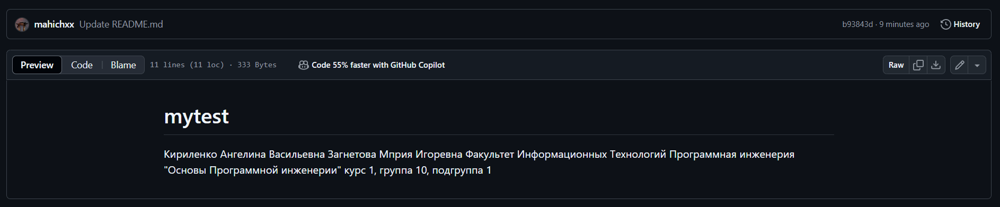 mahichxx Update README.md b93843d · 9 minutes ago History
Preview Code Blame 11 lines (11 loc) · 333 Bytes Code 55% faster with GitHub Copilot Raw
mytest
Кириленко Ангелина Васильевна Загнетова Мприя Игоревна Факультет Информационных Технологий Программная инженерия
"Основы Программной инженерии" курс 1, группа 10, подгруппа 1